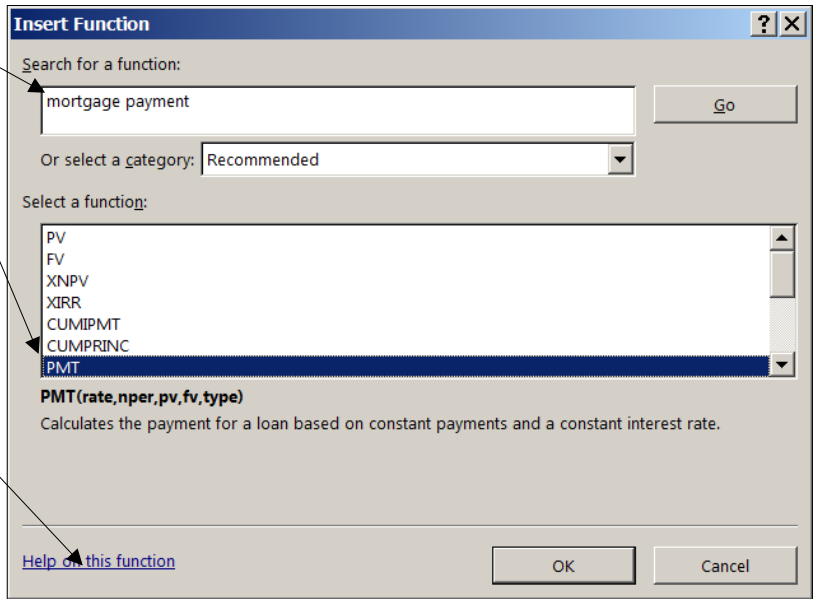 Insert Function
? X
Search for a function:
mortgage payment
Go
Or select a category: Recommended
Select a function:
PV
FV
XNPV
XIRR
CUMIPMT
CUMPRINC
PMT
PMT(rate,nper,pv,fv,type)
Calculates the payment for a loan based on constant payments and a constant interest rate.
Help on this function
OK
Cancel